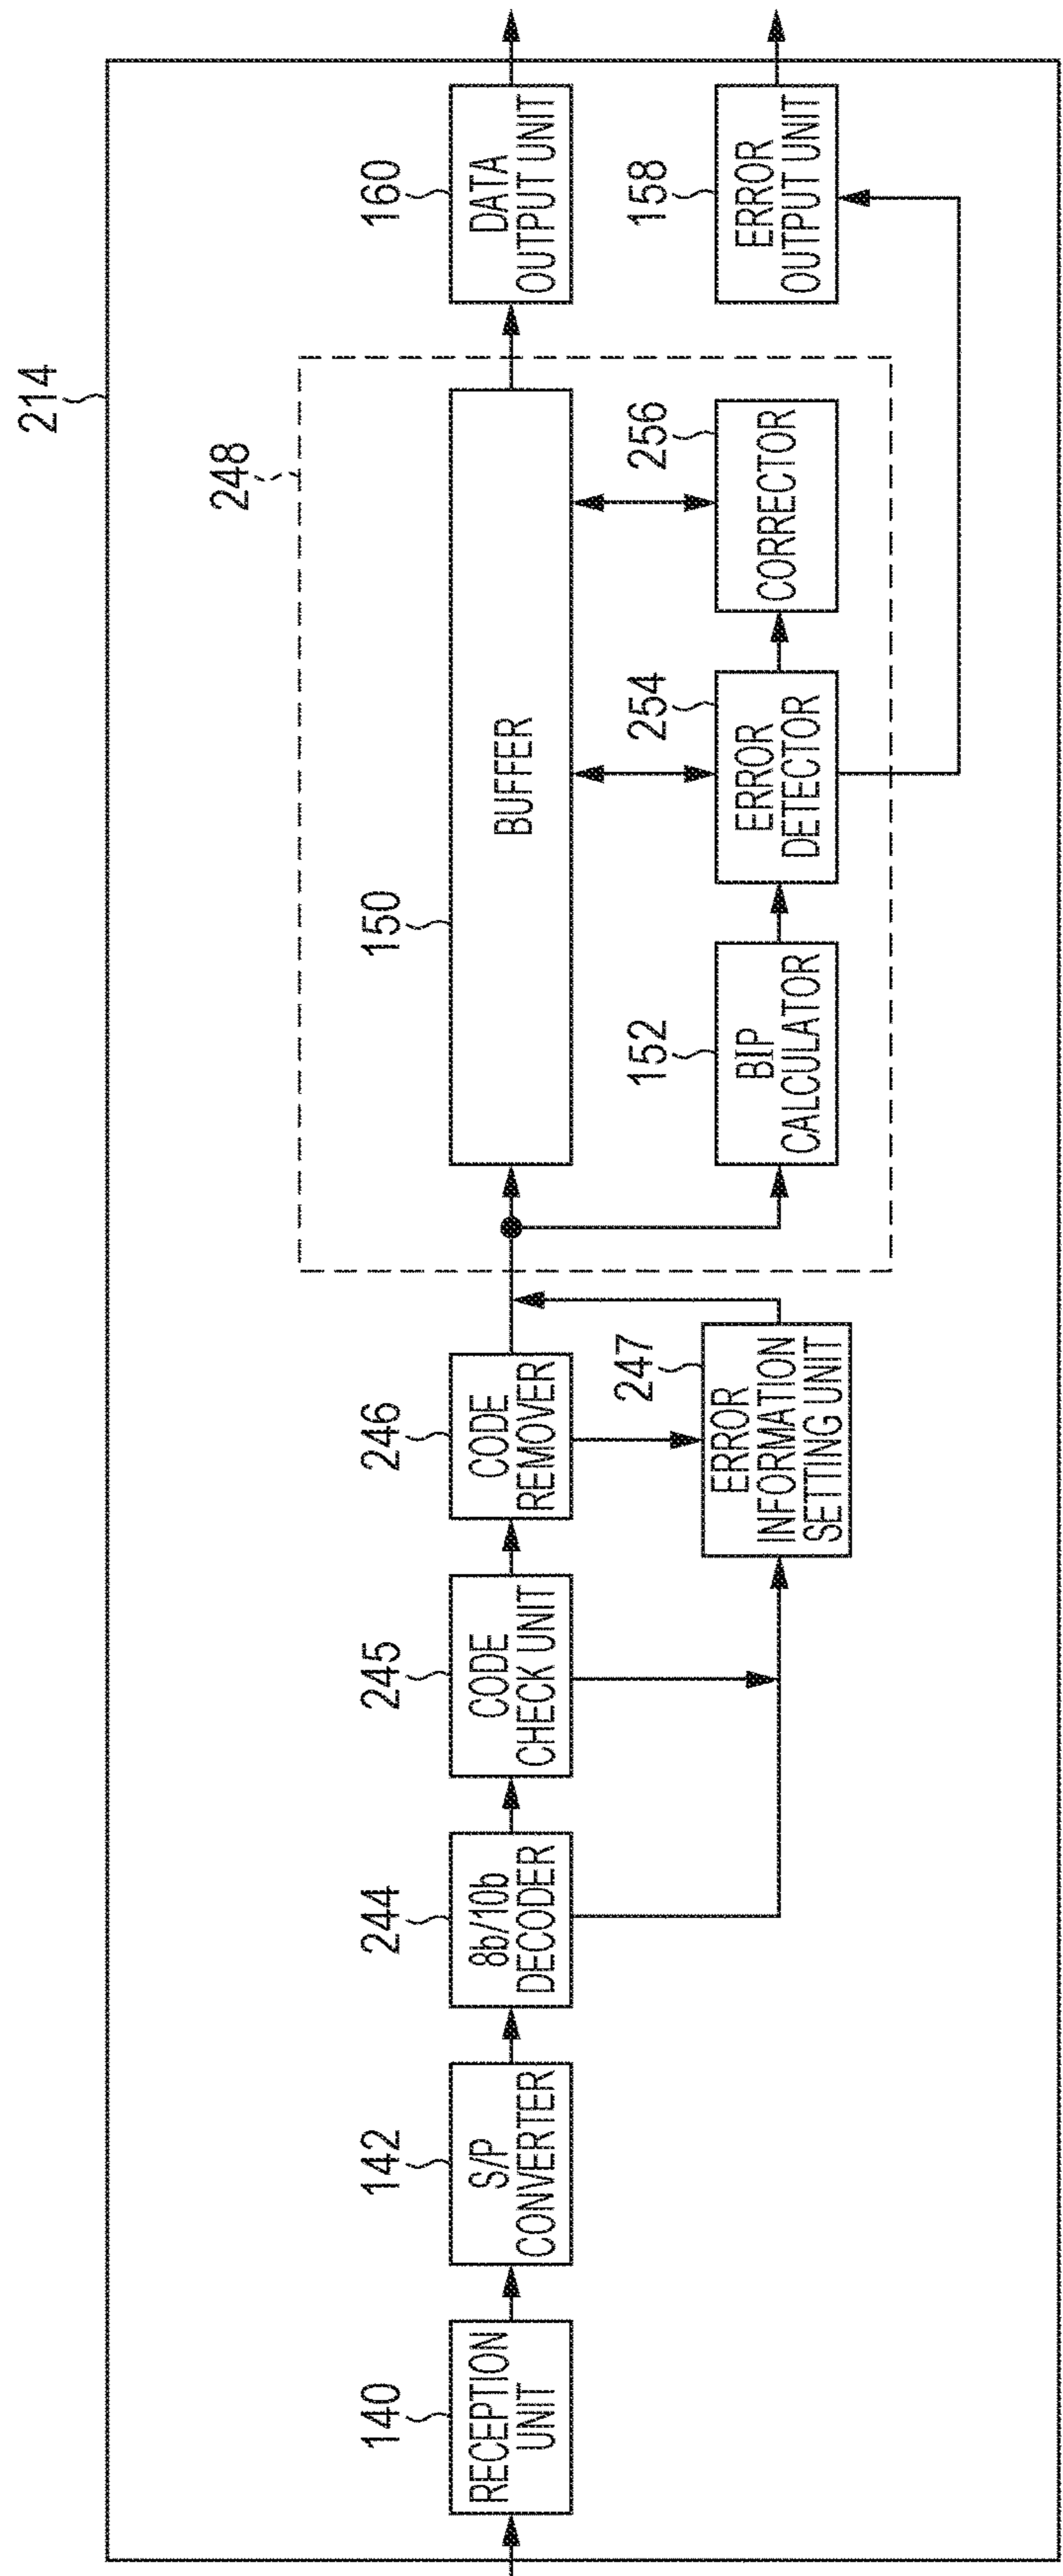 214
248
140
RECEPTION
UNIT
142
S/P
CONVERTER
244
8b/10b
DECODER
245
CODE
CHECK UNIT
246
CODE
REMOVER
150
BUFFER
160
DATA
OUTPUT UNIT
247
ERROR
INFORMATION
SETTING UNIT
152
BIP
CALCULATOR
254
ERROR
DETECTOR
256
CORRECTOR
158
ERROR
OUTPUT UNIT